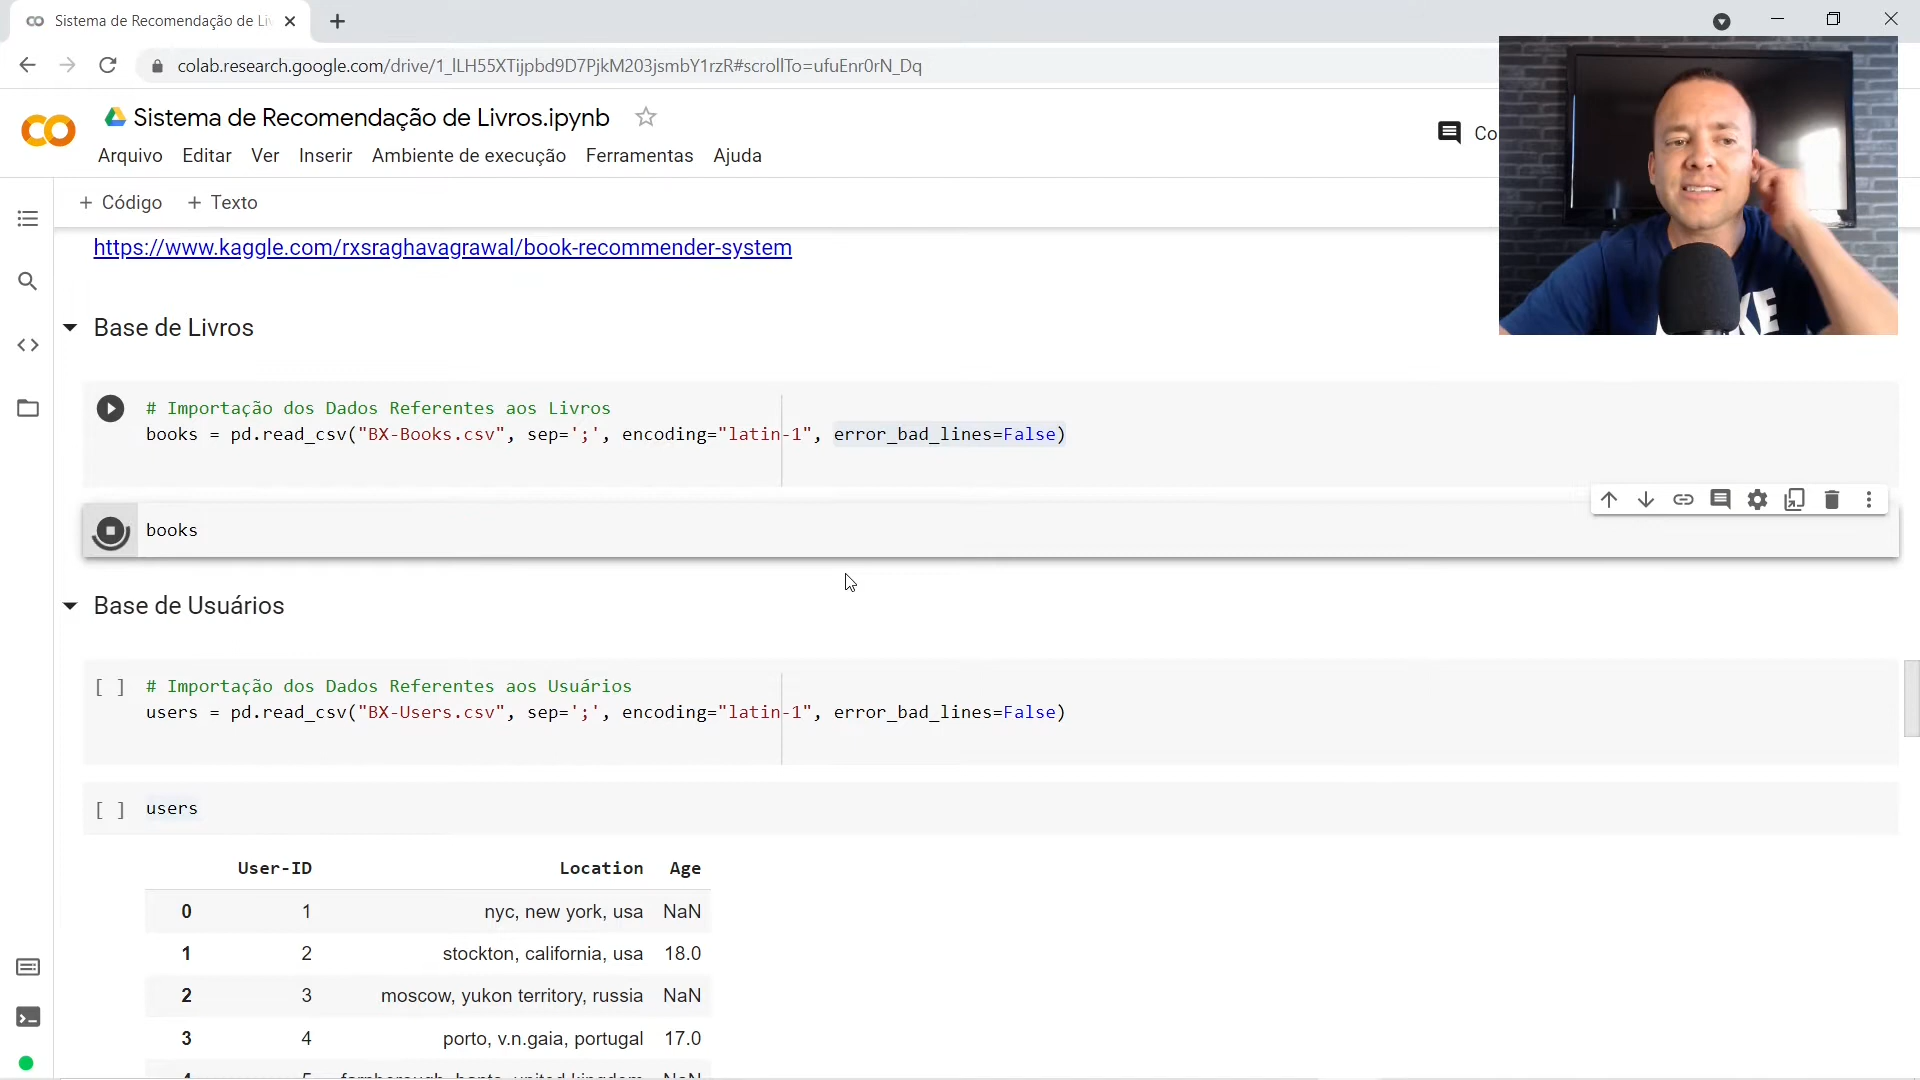 Sistema de Recomendação de Li
colab.research.google.com/drive/1_lLH55XTijpbd9D7PjkM203jsmbY1rzR#scrollTo=ufuEnr0rN_Dq
Sistema de Recomendação de Livros.ipynb
Co
Arquivo Editar Ver Inserir Ambiente de execução Ferramentas Ajuda
+ Código + Texto
https://www.kaggle.com/rxsraghavagrawal/book-recommender-system
Base de Livros
# Importação dos Dados Referentes aos Livros
books = pd.read_csv("BX-Books.csv", sep=';', encoding="latin-1", error_bad_lines=False)
books
Base de Usuários
[ ] # Importação dos Dados Referentes aos Usuários
users = pd.read_csv("BX-Users.csv", sep=';', encoding="latin-1", error_bad_lines=False)
[ ] users
User-ID Location Age
0 1 nyc, new york, usa NaN
1 2 stockton, california, usa 18.0
2 3 moscow, yukon territory, russia NaN
3 4 porto, v.n.gaia, portugal 17.0